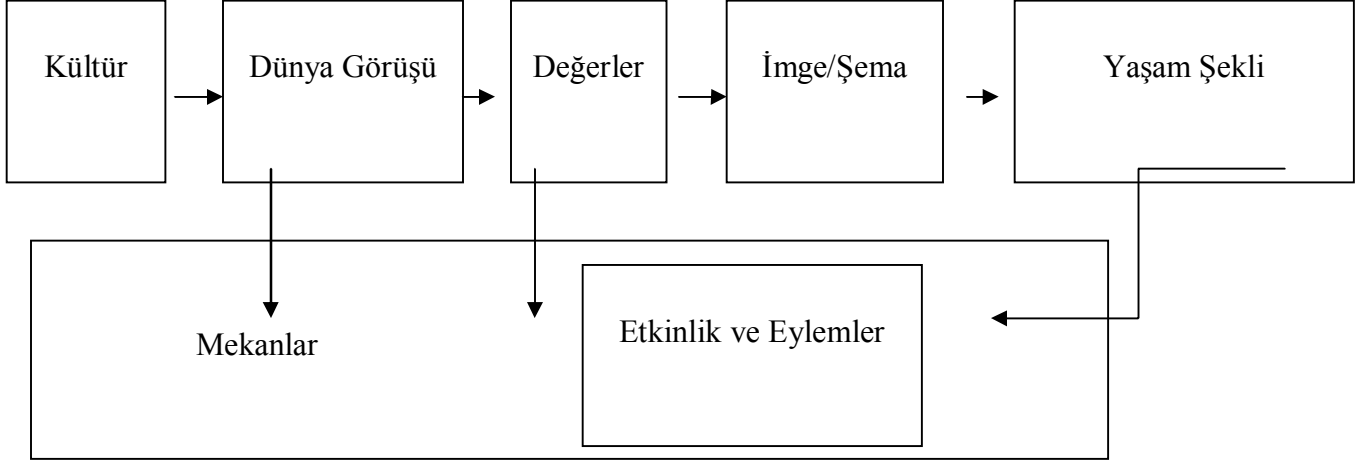 Kültür
Dünya Görüşü
Değerler
İmge/Şema
Yaşam Şekli
Mekanlar
Etkinlik ve Eylemler